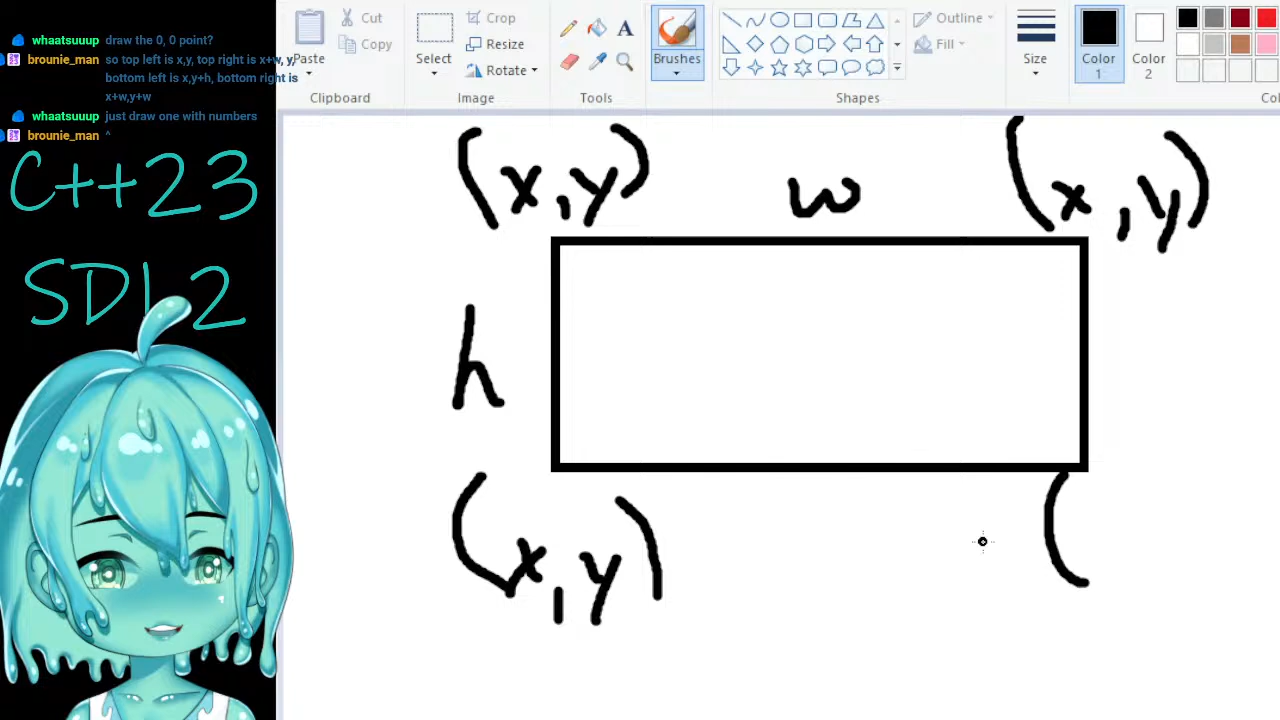 whaatsuuup draw the 0, 0 point?
brounie_man so top left is x,y, top right is x+w, y,
bottom left is x,y+h, bottom right is
x+w,y+w
whaatsuuup just draw one with numbers
brounie_man ^
C++23
SDL2
Paste
Cut
Copy
Clipboard
Select
Crop
Resize
Rotate
Image
A
Tools
Brushes
Shapes
Outline
Fill
Size
Color
1
Color
2
Co
(x,y)
w
(x,y)
h
(x,y)
(